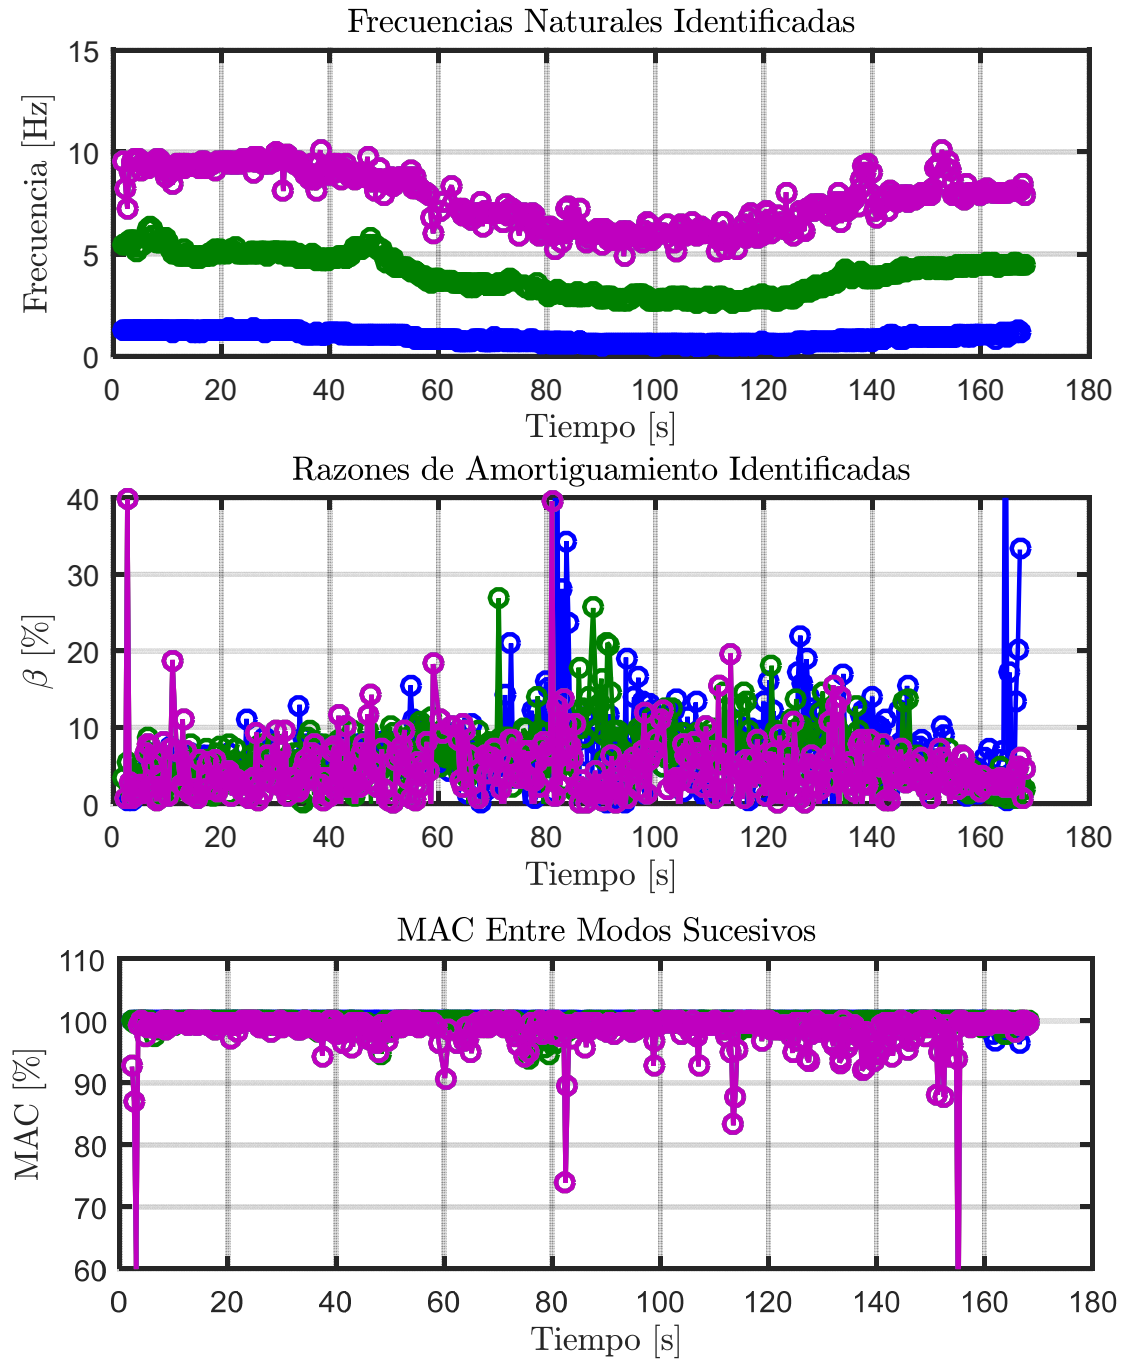 Frecuencias Naturales Identificadas
Frecuencia [Hz]
15
10
5
0
0 20 40 60 80 100 120 140 160 180
Tiempo [s]
Razones de Amortiguamiento Identificadas
β [%]
40
30
20
10
0
0 20 40 60 80 100 120 140 160 180
Tiempo [s]
MAC Entre Modos Sucesivos
MAC [%]
110
100
90
80
70
60
0 20 40 60 80 100 120 140 160 180
Tiempo [s]